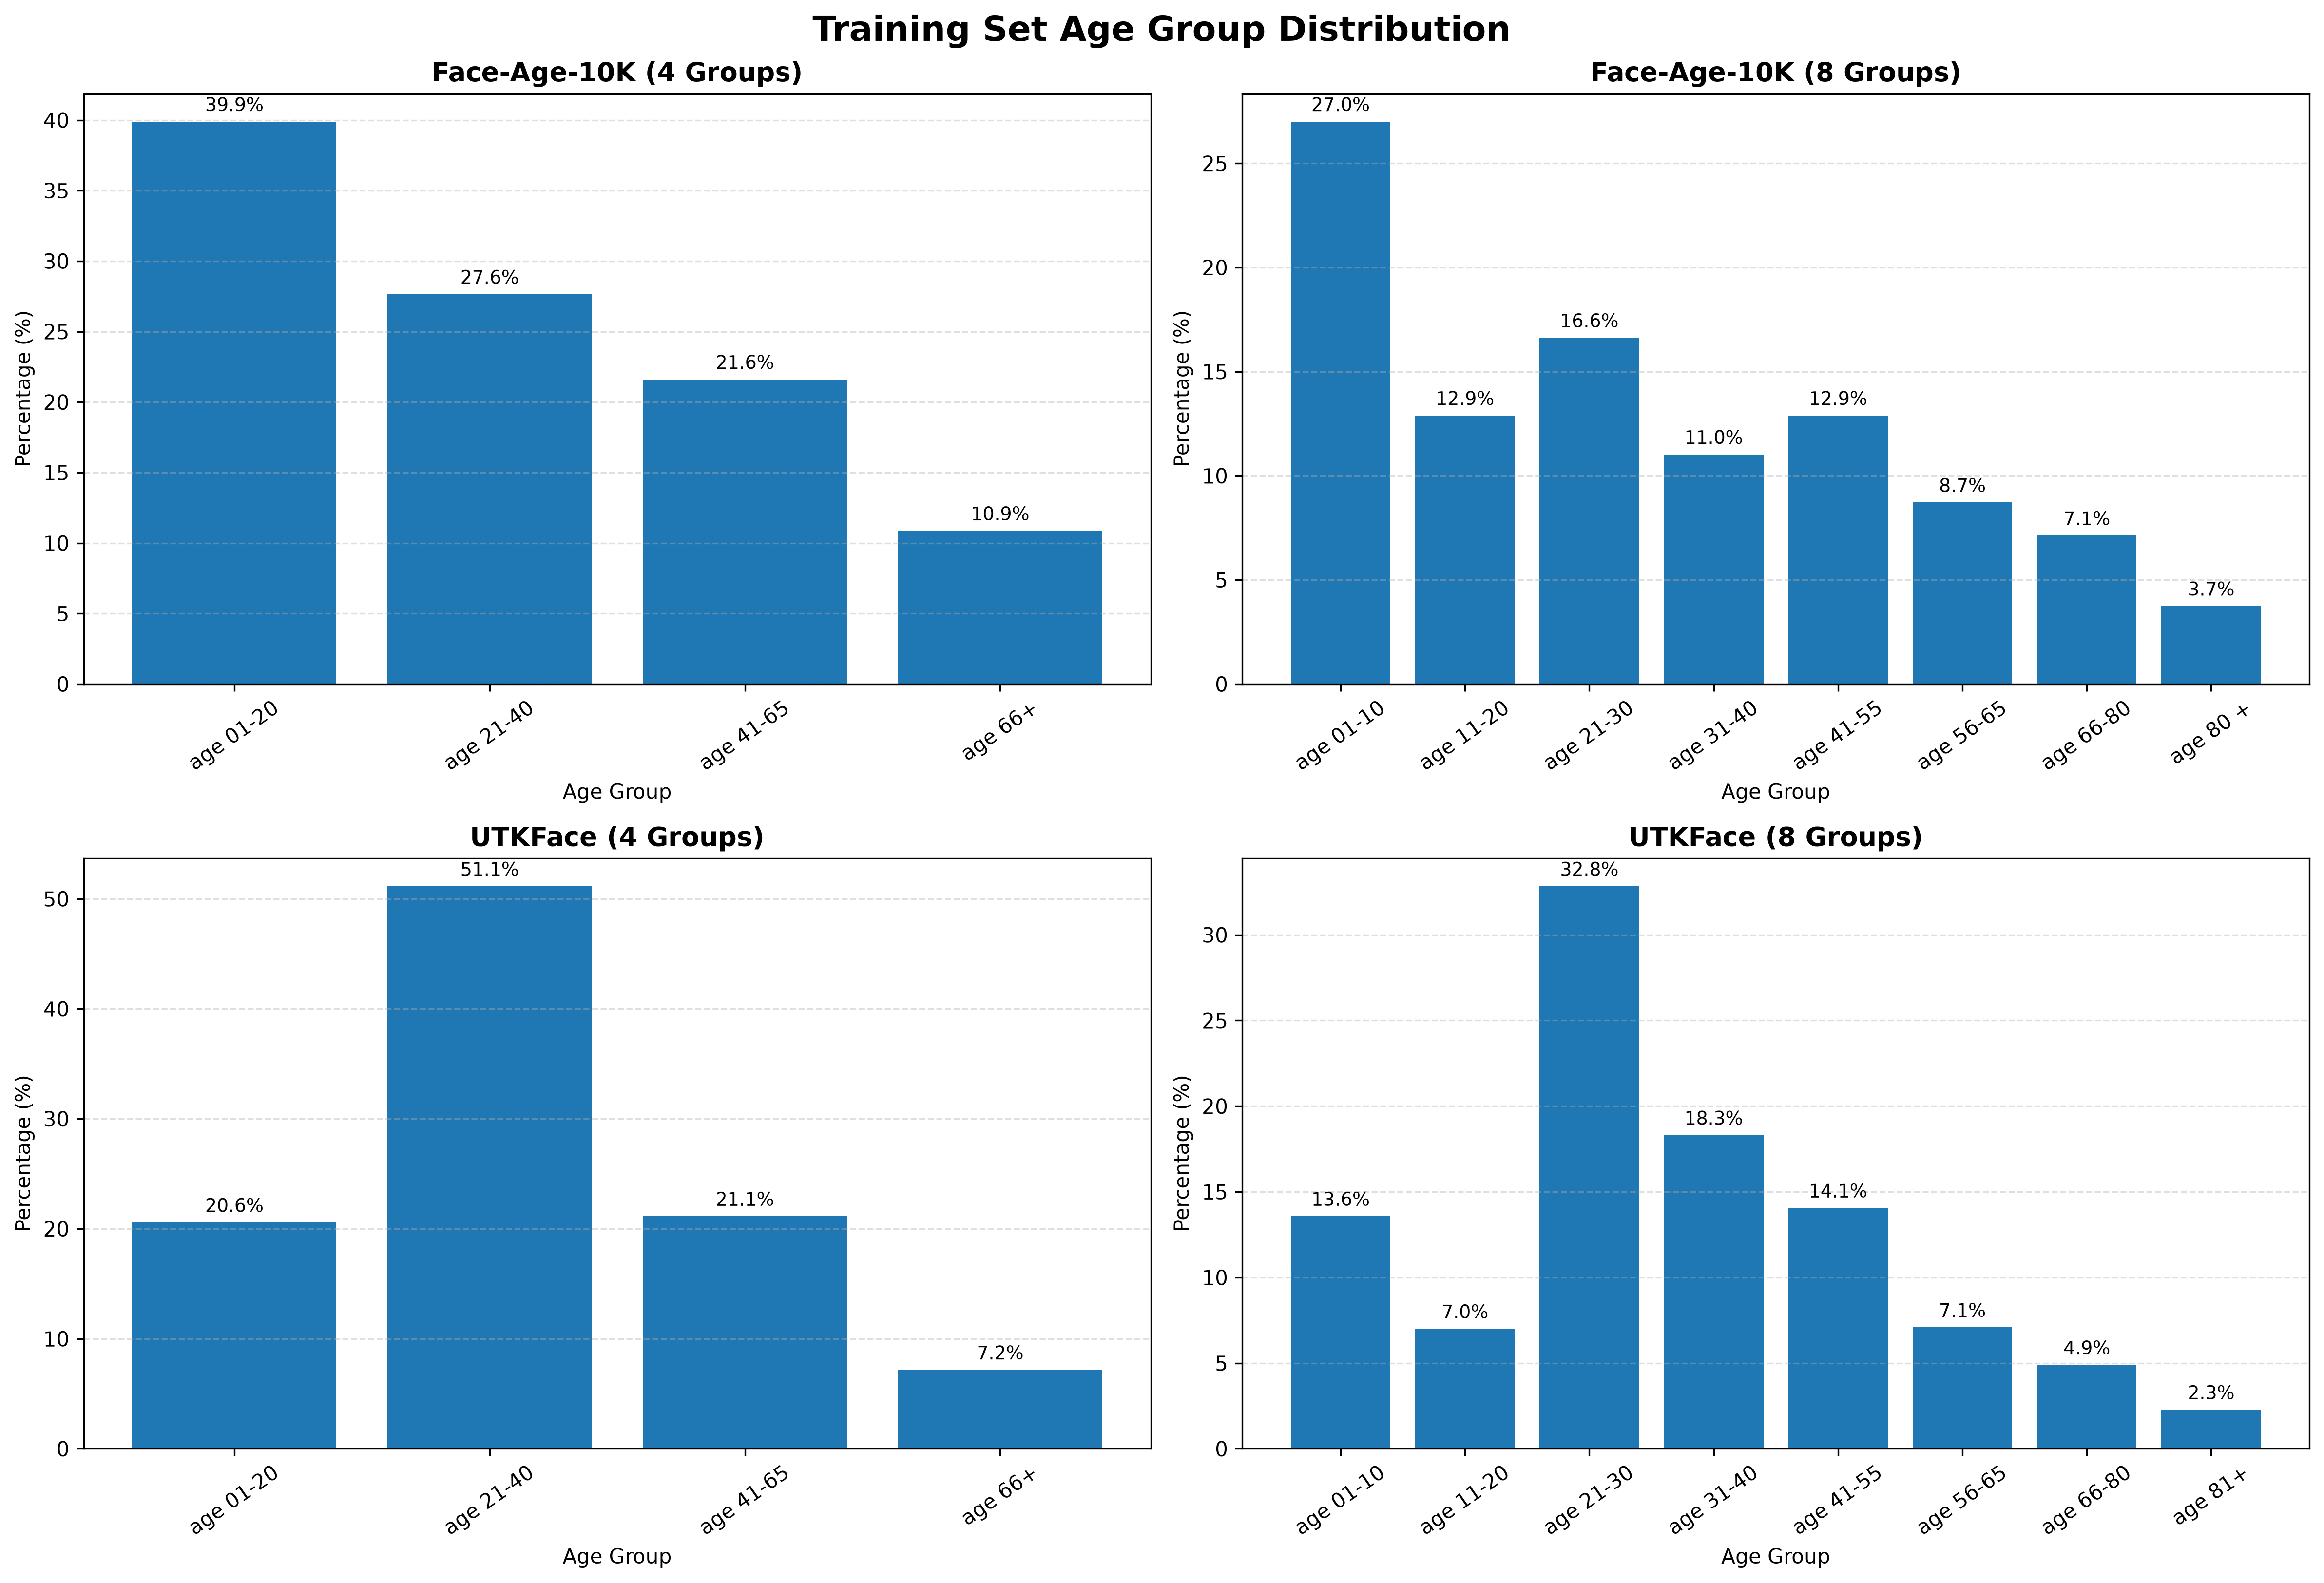 Training Set Age Group Distribution
Face-Age-10K (4 Groups)
39.9%
27.6%
21.6%
10.9%
40
35
30
25
20
15
10
5
0
Percentage (%)
age 01-20
age 21-40
age 41-65
age 66+
Age Group
Face-Age-10K (8 Groups)
27.0%
12.9%
16.6%
11.0%
12.9%
8.7%
7.1%
3.7%
25
20
15
10
5
0
Percentage (%)
age 01-10
age 11-20
age 21-30
age 31-40
age 41-55
age 56-65
age 66-80
age 80 +
Age Group
UTKFace (4 Groups)
51.1%
20.6%
21.1%
7.2%
50
40
30
20
10
0
Percentage (%)
age 01-20
age 21-40
age 41-65
age 66+
Age Group
UTKFace (8 Groups)
32.8%
13.6%
7.0%
18.3%
14.1%
7.1%
4.9%
2.3%
30
25
20
15
10
5
0
Percentage (%)
age 01-10
age 11-20
age 21-30
age 31-40
age 41-55
age 56-65
age 66-80
age 81+
Age Group